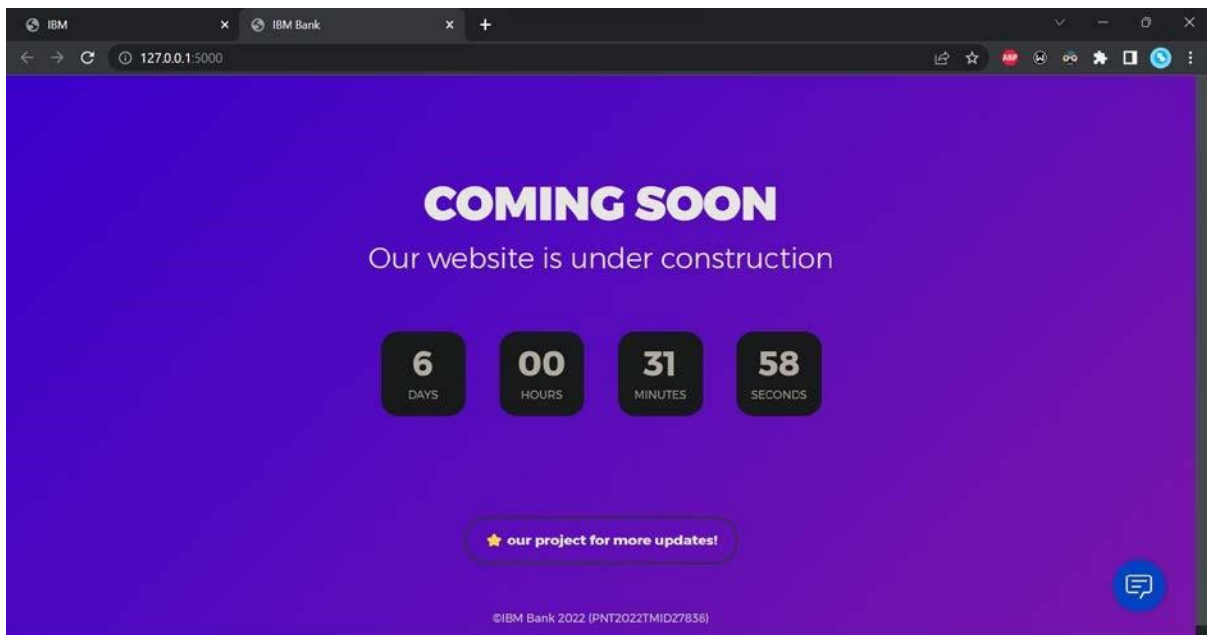 IBM
IBM Bank
127.0.0.1:5000
ABP
COMING SOON
Our website is under construction
6 00 31 58
DAYS HOURS MINUTES SECONDS
⭐ our project for more updates!
©IBM Bank 2022 (PNT2022TMID27838)